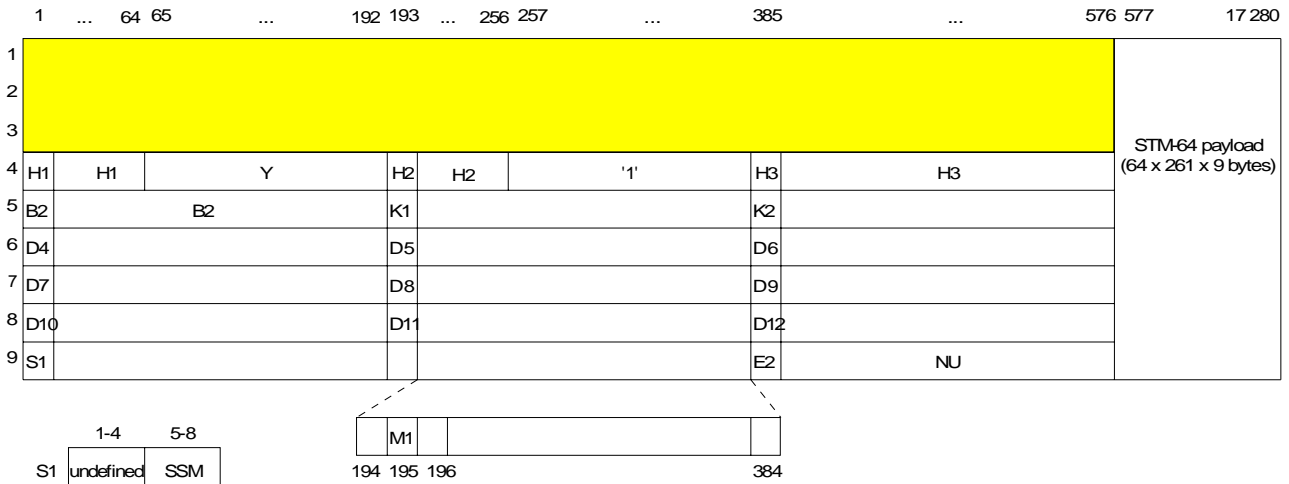 1 ... 64 65 ... 192 193 ... 256 257 ... 385 ... 576 577 17 280
1
2
3
STM-64 payload
(64 x 261 x 9 bytes)
4 H1 H1 Y H2 H2 '1' H3 H3
5 B2 B2 K1 K2
6 D4 D5 D6
7 D7 D8 D9
8 D10 D11 D12
9 S1 E2 NU
M1
194 195 196 384
1-4 5-8
S1 undefined SSM